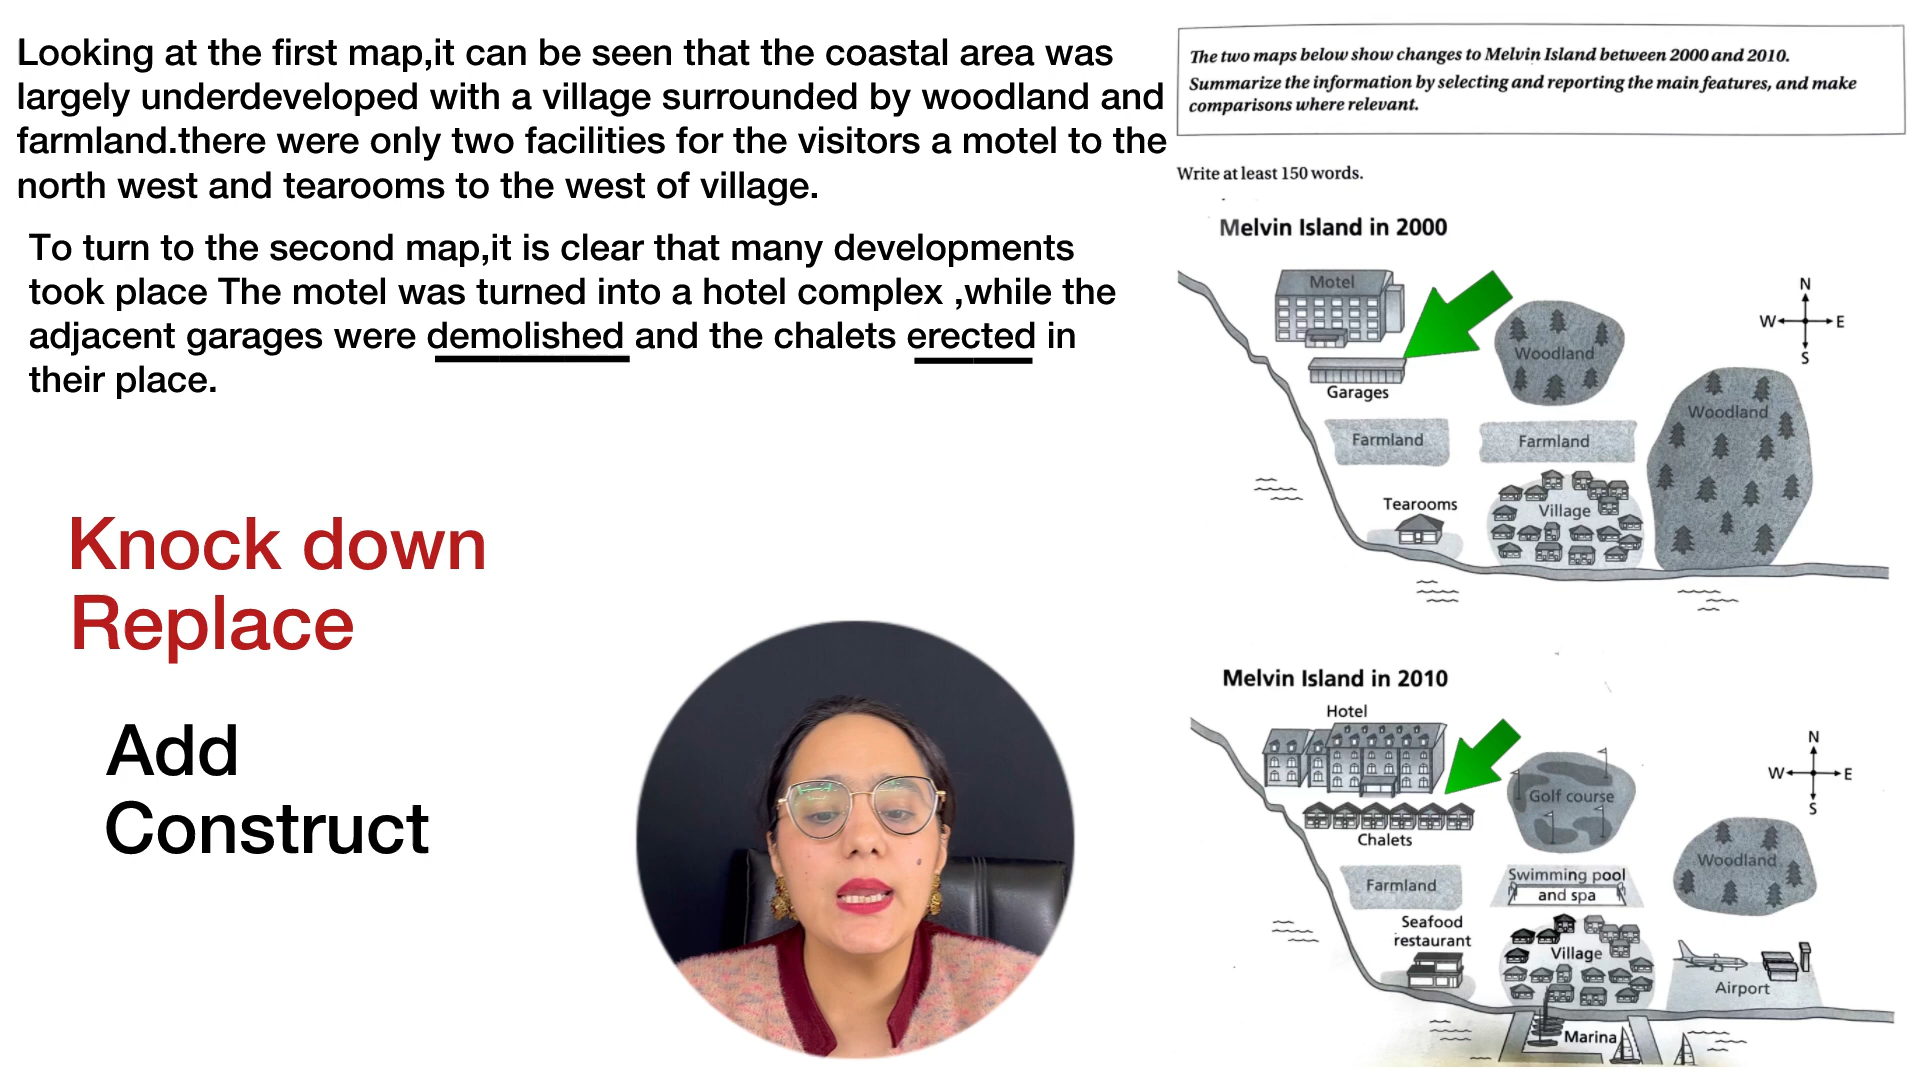 Looking at the first map,it can be seen that the coastal area was
largely underdeveloped with a village surrounded by woodland and
farmland.there were only two facilities for the visitors a motel to the
north west and tearooms to the west of village.
To turn to the second map,it is clear that many developments
took place The motel was turned into a hotel complex ,while the
adjacent garages were demolished and the chalets erected in
their place.
Knock down
Replace
Add
Construct
The two maps below show changes to Melvin Island between 2000 and 2010.
Summarize the information by selecting and reporting the main features, and make
comparisons where relevant.
Write at least 150 words.
Melvin Island in 2000
Motel
Garages
Woodland
N
W E
S
Woodland
Farmland
Farmland
Tearooms
Village
Melvin Island in 2010
Hotel
Chalets
Golf course
N
W E
S
Woodland
Farmland
Swimming pool
and spa
Seafood
restaurant
Village
Airport
Marina